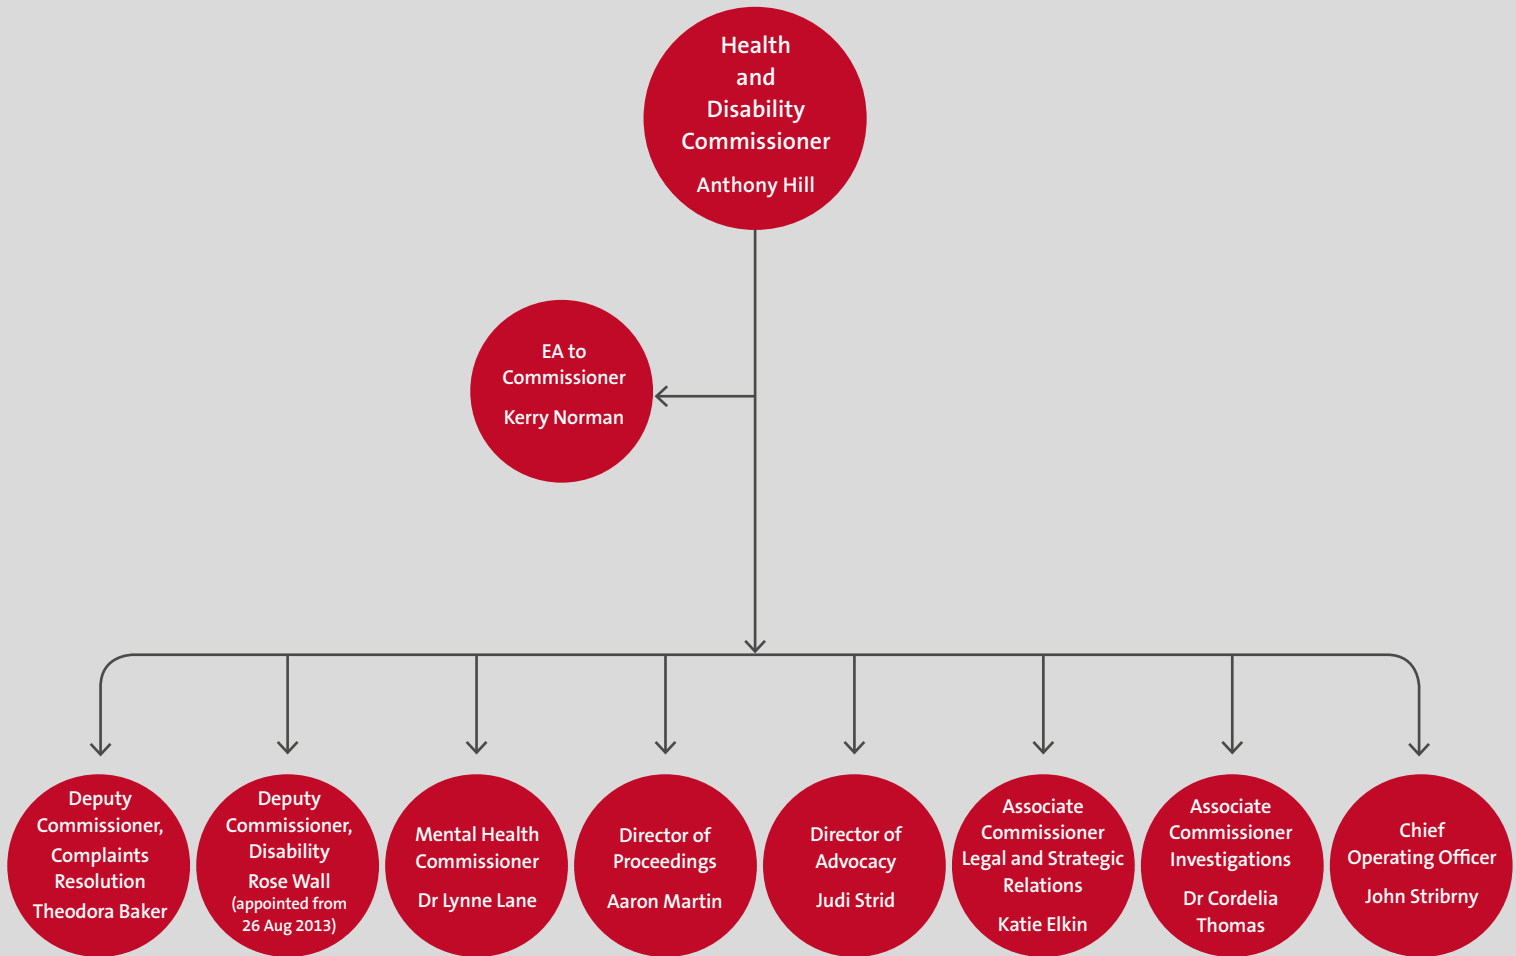 Health
and
Disability
Commissioner
Anthony Hill
EA to
Commissioner
Kerry Norman
Deputy
Commissioner,
Complaints
Resolution
Theodora Baker
Deputy
Commissioner,
Disability
Rose Wall
(appointed from
26 Aug 2013)
Mental Health
Commissioner
Dr Lynne Lane
Director of
Proceedings
Aaron Martin
Director of
Advocacy
Judi Strid
Associate
Commissioner
Legal and Strategic
Relations
Katie Elkin
Associate
Commissioner
Investigations
Dr Cordelia
Thomas
Chief
Operating Officer
John Stribrny